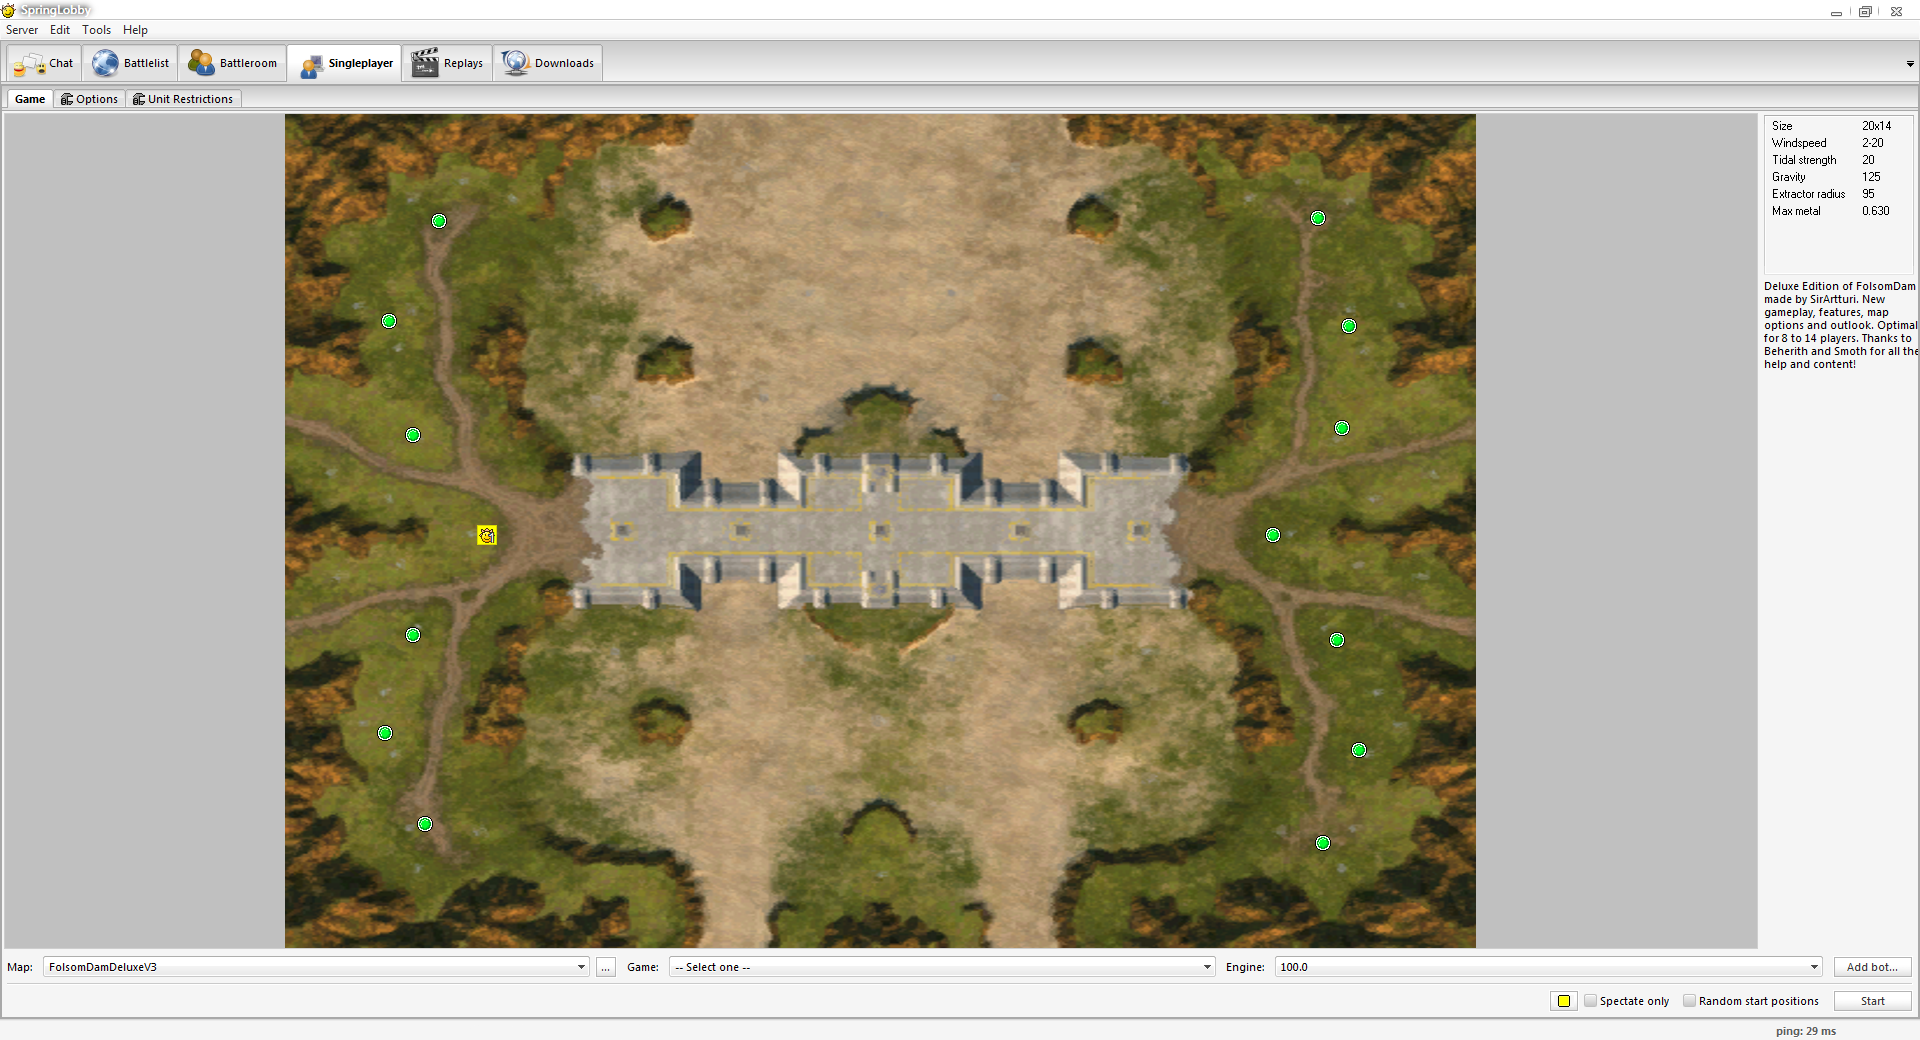 SpringLobby
Server Edit Tools Help
Chat Battlelist Battleroom Singleplayer Replays Downloads
Game Options Unit Restrictions
Size 20x14
Windspeed 2-20
Tidal strength 20
Gravity 125
Extractor radius 95
Max metal 0.630
Deluxe Edition of FolsomDam
made by SirArtturi. New
gameplay, features, map
options and outlook. Optimal
for 8 to 14 players. Thanks to
Beherith and Smoth for all the
help and content!
Map: FolsomDamDeluxeV3 ... Game: -- Select one -- Engine: 100.0 Add bot...
Spectate only Random start positions Start
ping: 29 ms